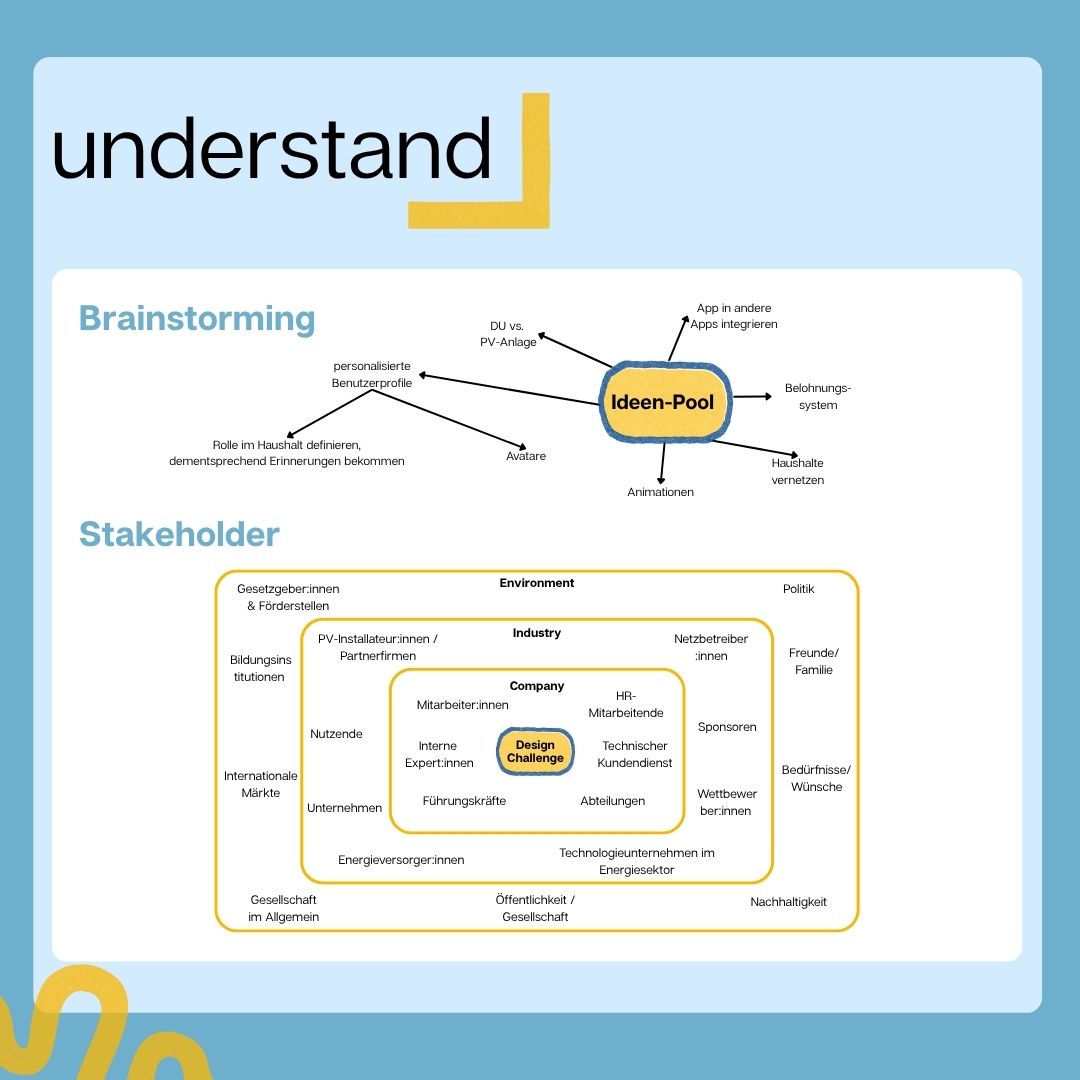 understand
Brainstorming
App in andere
Apps integrieren
DU vs.
PV-Anlage
personalisierte
Benutzerprofile
Ideen-Pool
Belohnungs-
system
Rolle im Haushalt definieren,
dementsprechend Erinnerungen bekommen
Avatare
Haushalte
vernetzen
Animationen
Stakeholder
Environment
Gesetzgeber:innen
& Förderstellen
Politik
Industry
PV-Installateur:innen /
Partnerfirmen
Netzbetreiber
:innen
Bildungsins
titutionen
Freunde/
Familie
Company
Mitarbeiter:innen
HR-
Mitarbeitende
Nutzende
Sponsoren
Interne
Expert:innen
Design
Challenge
Technischer
Kundendienst
Internationale
Märkte
Bedürfnisse/
Wünsche
Unternehmen
Führungskräfte
Abteilungen
Wettbewer
ber:innen
Energieversorger:innen
Technologieunternehmen im
Energiesektor
Gesellschaft
im Allgemein
Öffentlichkeit /
Gesellschaft
Nachhaltigkeit